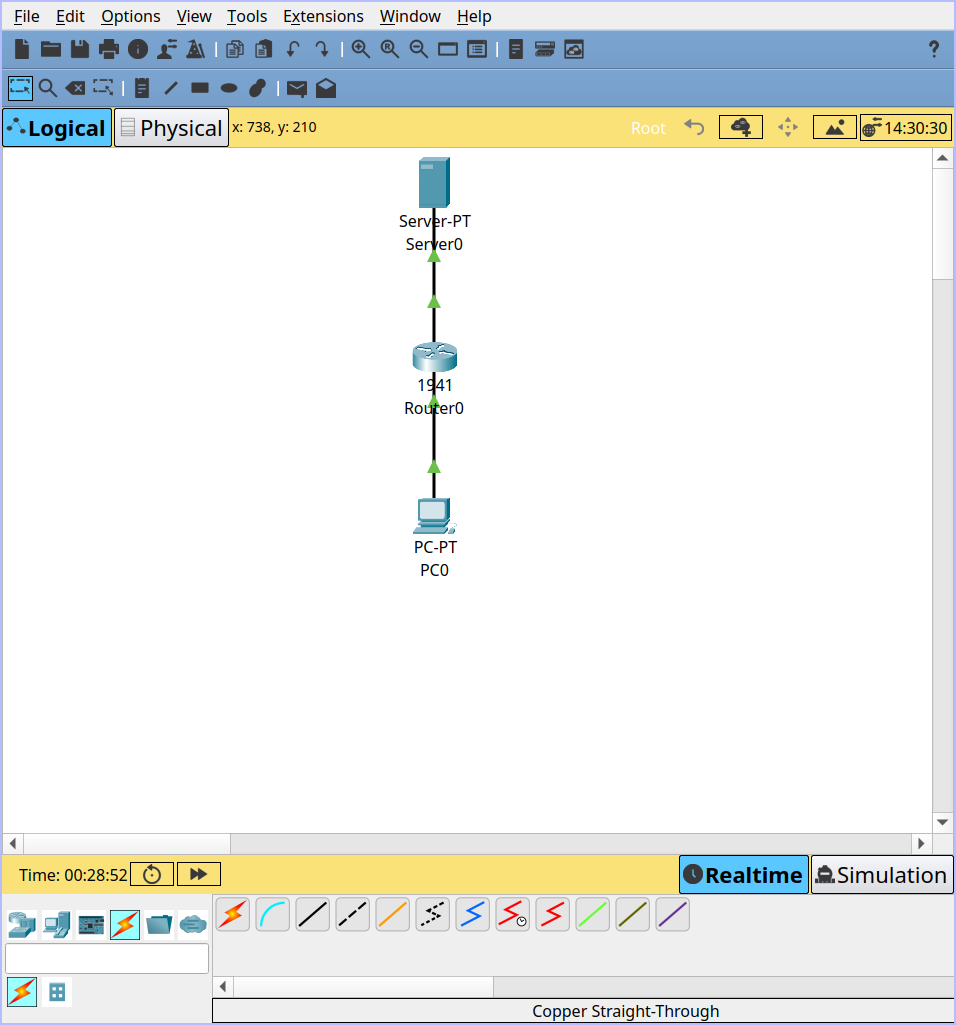 File Edit Options View Tools Extensions Window Help
?
Logical Physical x: 738, y: 210 Root 14:30:30
Server-PT
Server0
1941
Router0
PC-PT
PC0
Time: 00:28:52 Realtime Simulation
Copper Straight-Through